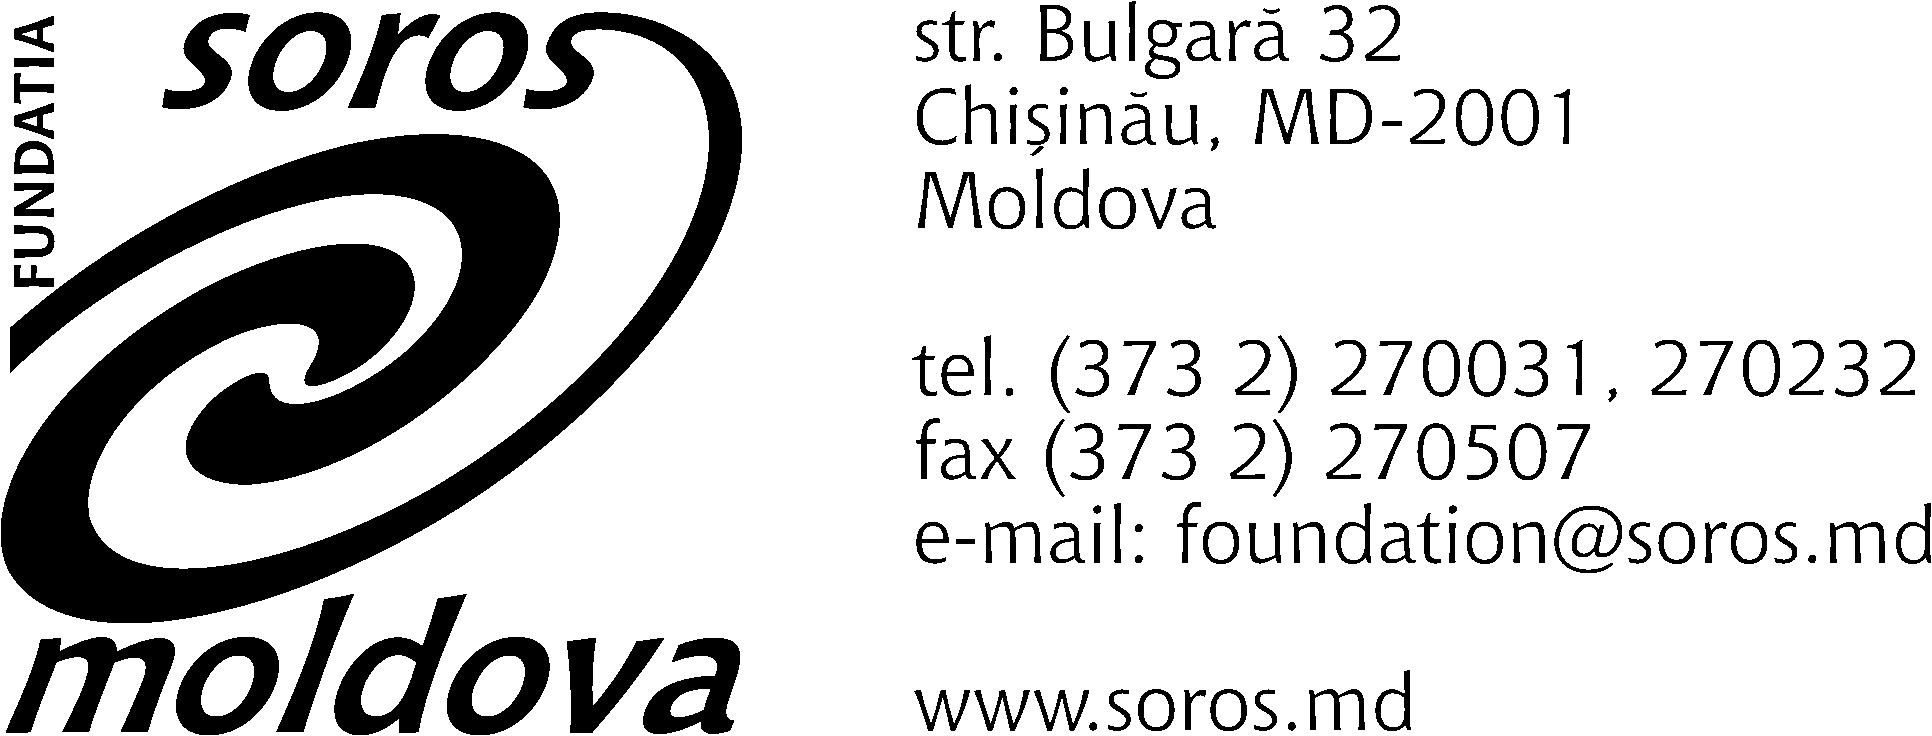 FUNDATIA
soros
moldova
str. Bulgară 32
Chișinău, MD-2001
Moldova
tel. (373 2) 270031, 270232
fax (373 2) 270507
e-mail: foundation@soros.md
www.soros.md